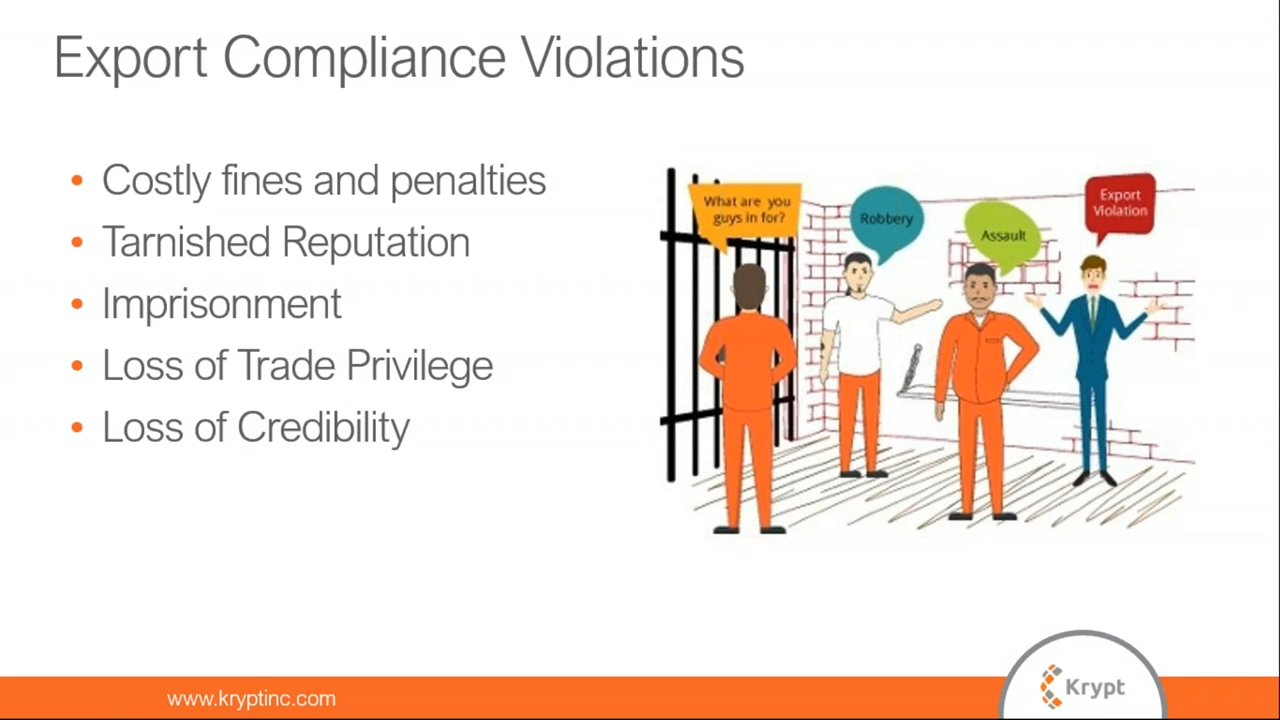 Export Compliance Violations
• Costly fines and penalties
• Tarnished Reputation
• Imprisonment
• Loss of Trade Privilege
• Loss of Credibility
What are you
guys in for?
Robbery
Assault
Export
Violation
www.kryptinc.com
Krypt